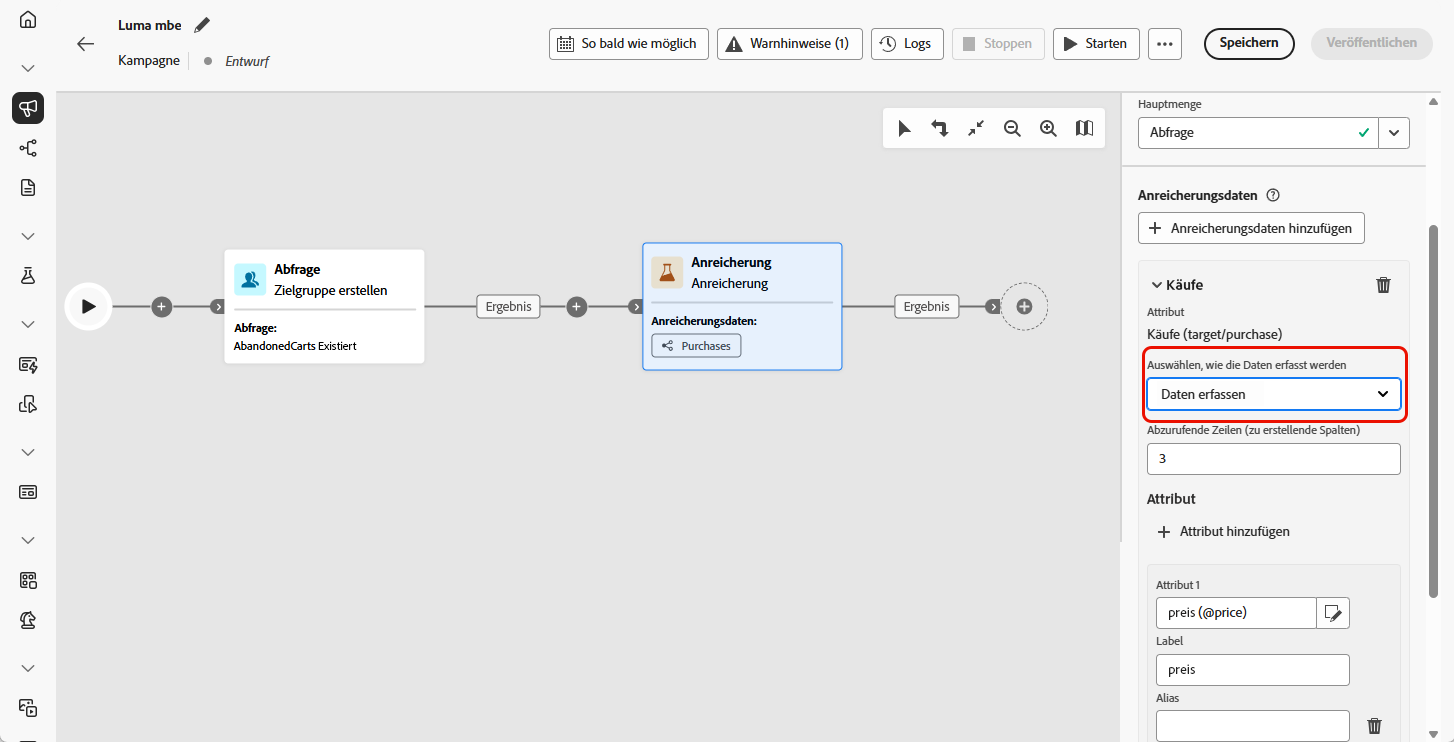 Luma mbe
Kampagne
Entwurf
So bald wie möglich
Warnhinweise (1)
Logs
Stoppen
Starten
Speichern
Veröffentlichen
Abfrage
Zielgruppe erstellen
Abfrage:
AbandonedCarts Existiert
Ergebnis
Anreicherung
Anreicherung
Anreicherungsdaten:
Purchases
Ergebnis
Hauptmenge
Abfrage
Anreicherungsdaten
Anreicherungsdaten hinzufügen
Käufe
Attribut
Käufe (target/purchase)
Auswählen, wie die Daten erfasst werden
Daten erfassen
Abzurufende Zeilen (zu erstellende Spalten)
3
Attribut
Attribut hinzufügen
Attribut 1
preis (@price)
Label
preis
Alias